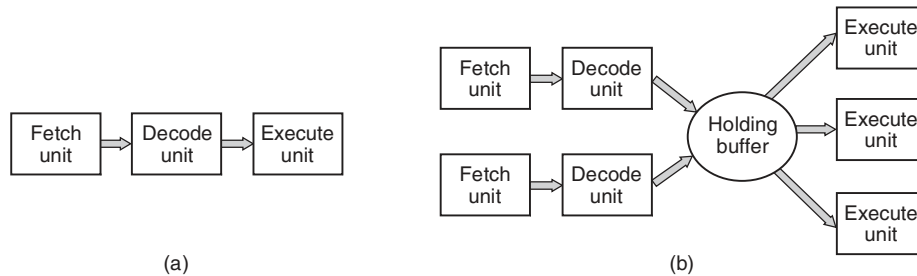 Fetch
unit
Decode
unit
Execute
unit
(a)
Fetch
unit
Decode
unit
Fetch
unit
Decode
unit
Holding
buffer
Execute
unit
Execute
unit
Execute
unit
(b)